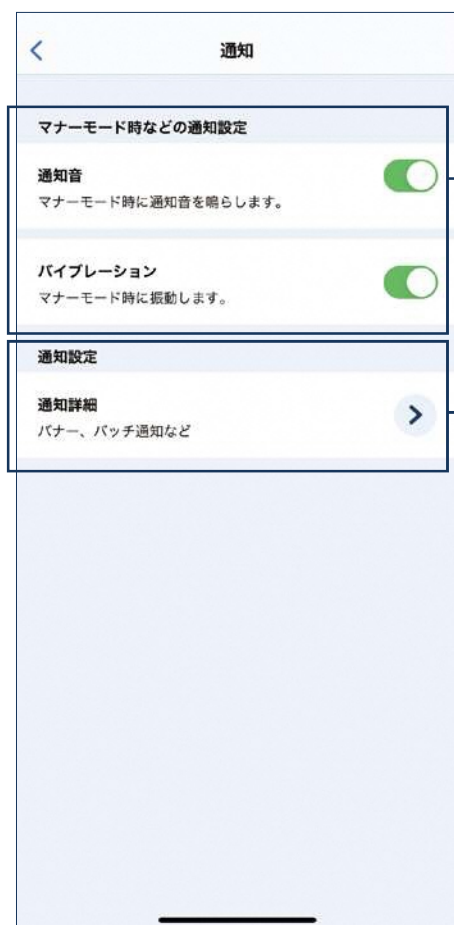 通知
マナーモード時などの通知設定
通知音
マナーモード時に通知音を鳴らします。
バイブレーション
マナーモード時に振動します。
通知設定
通知詳細
バナー、バッチ通知など